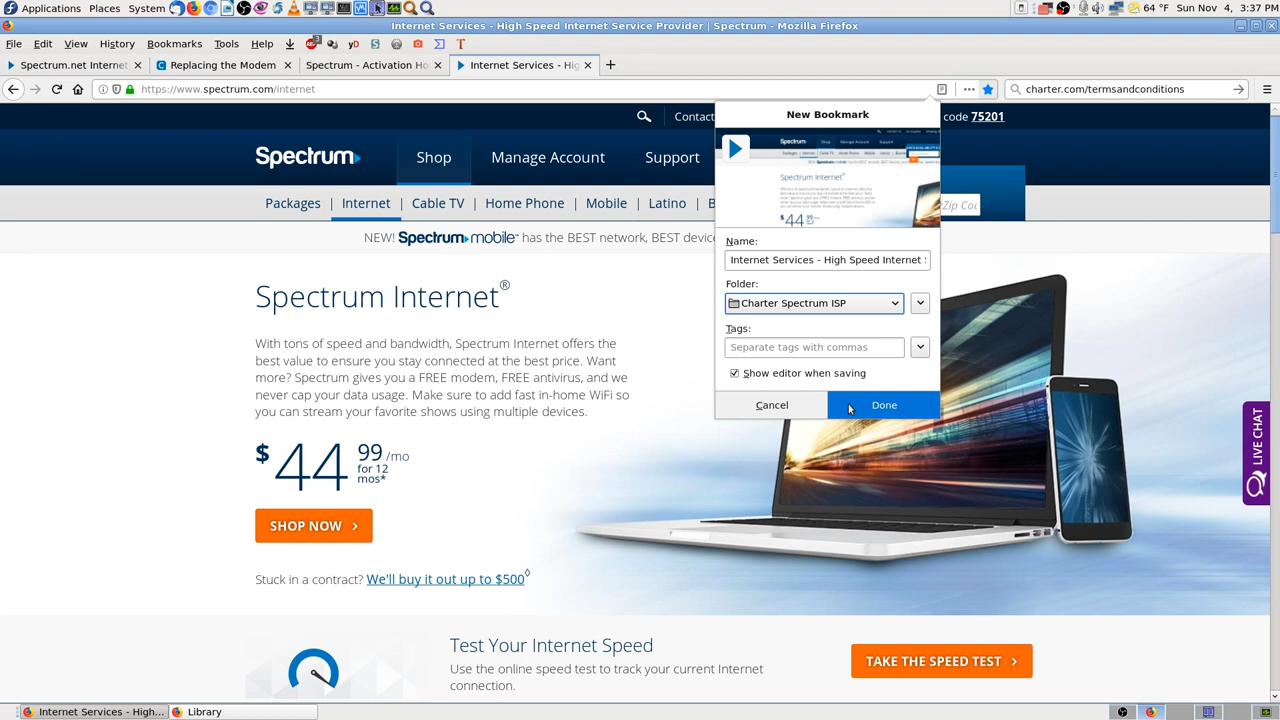 Applications Places System 64 °F Sun Nov 4, 3:37 PM
Internet Services - High Speed Internet Service Provider | Spectrum - Mozilla Firefox
File Edit View History Bookmarks Tools Help
Spectrum.net Internet Replacing the Modem Spectrum - Activation Ho Internet Services - Hig
https://www.spectrum.com/internet charter.com/termsandconditions
Contact code 75201
Spectrum Shop Manage Account Support
Packages Internet Cable TV Home Phone Mobile Latino B
Zip Co
NEW! Spectrum mobile has the BEST network, BEST device
New Bookmark
Name:
Internet Services - High Speed Internet S
Folder:
Charter Spectrum ISP
Tags:
Separate tags with commas
Show editor when saving
Cancel Done
Spectrum Internet®
With tons of speed and bandwidth, Spectrum Internet offers the
best value to ensure you stay connected at the best price. Want
more? Spectrum gives you a FREE modem, FREE antivirus, and we
never cap your data usage. Make sure to add fast in-home WiFi so
you can stream your favorite shows using multiple devices.
$44 99 /mo
for 12
mos*
SHOP NOW
Stuck in a contract? We'll buy it out up to $500◊
LIVE CHAT
Test Your Internet Speed
Use the online speed test to track your current Internet
connection.
TAKE THE SPEED TEST
Internet Services - High... Library